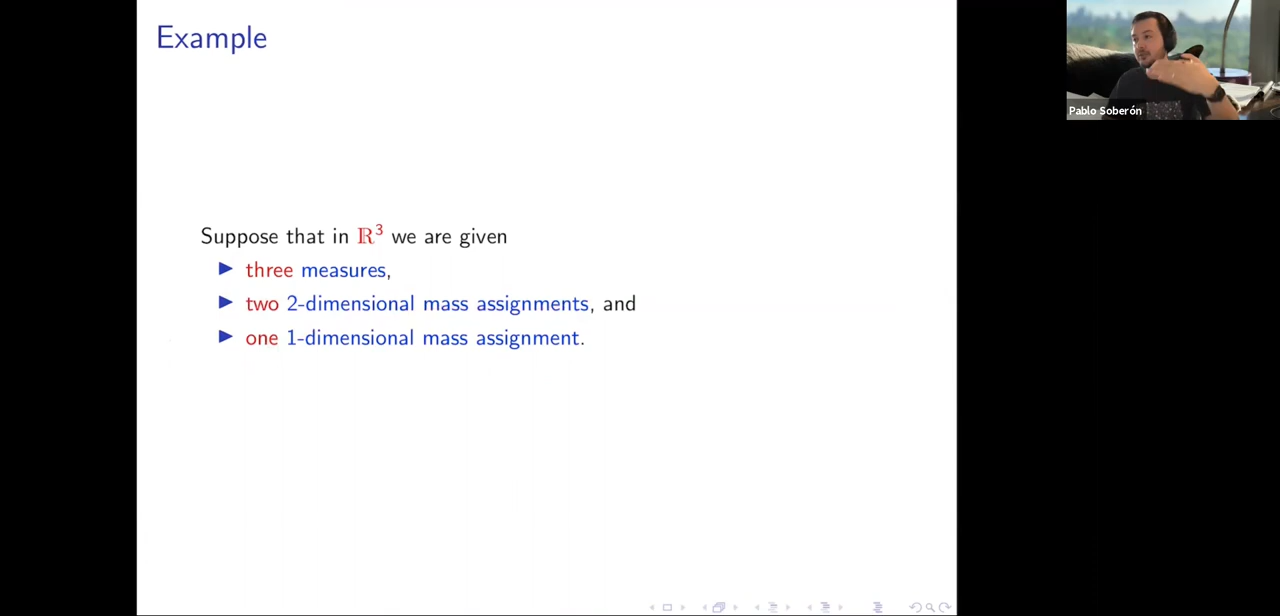 Example
Suppose that in ℝ³ we are given
▶ three measures,
▶ two 2-dimensional mass assignments, and
▶ one 1-dimensional mass assignment.
Pablo Soberón